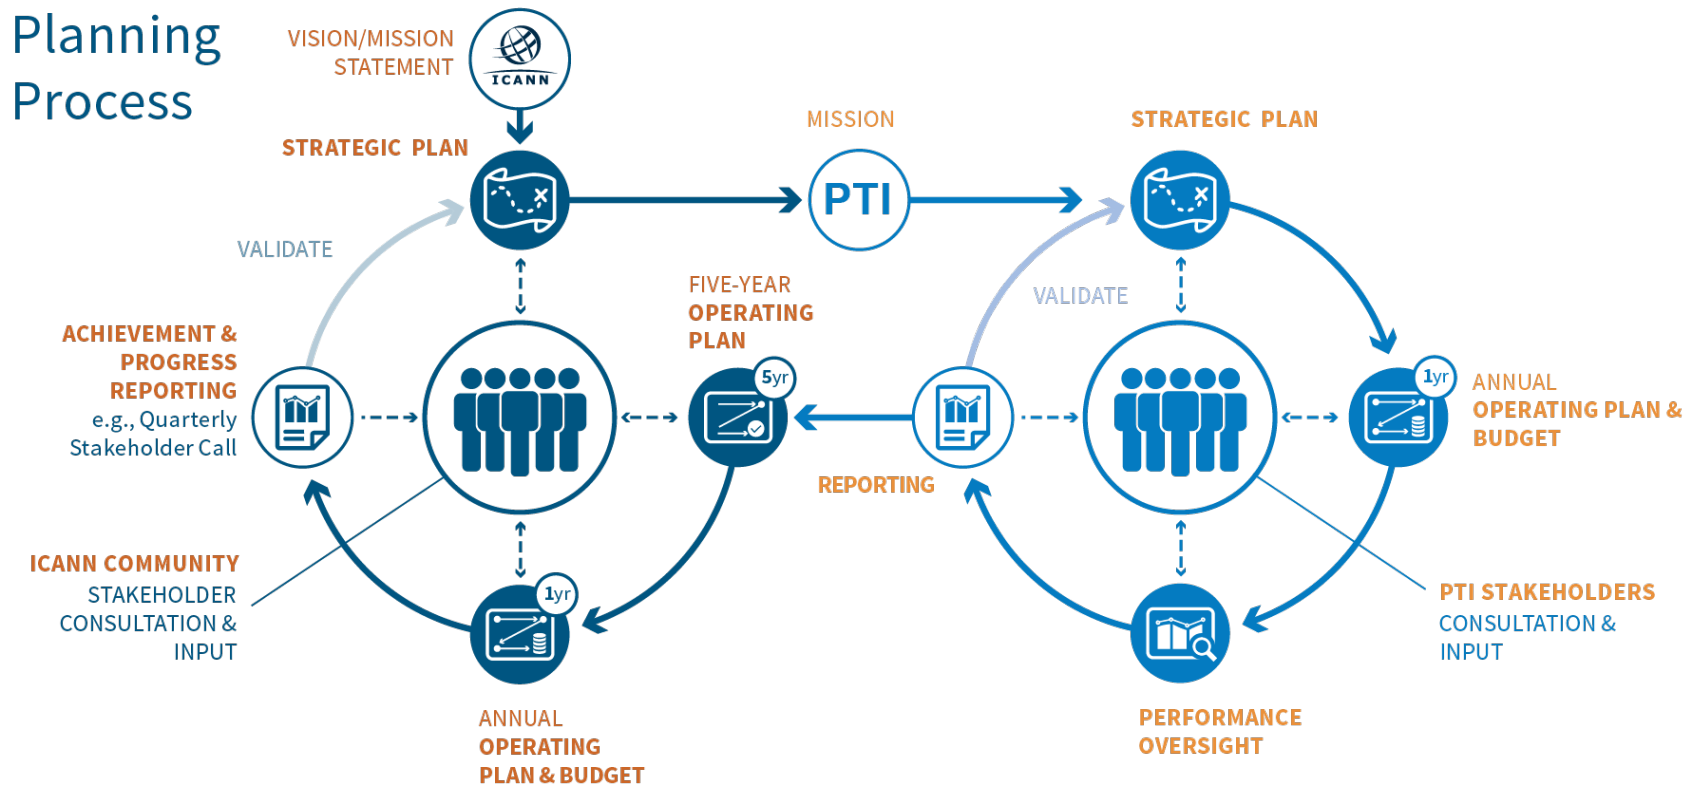 Planning
Process
VISION/MISSION
STATEMENT
ICANN
STRATEGIC PLAN
MISSION
PTI
STRATEGIC PLAN
VALIDATE
FIVE-YEAR
OPERATING
PLAN
5yr
VALIDATE
ACHIEVEMENT &
PROGRESS
REPORTING
e.g., Quarterly
Stakeholder Call
REPORTING
1yr
ANNUAL
OPERATING PLAN &
BUDGET
ICANN COMMUNITY
STAKEHOLDER
CONSULTATION &
INPUT
1yr
ANNUAL
OPERATING
PLAN & BUDGET
PTI STAKEHOLDERS
CONSULTATION &
INPUT
PERFORMANCE
OVERSIGHT